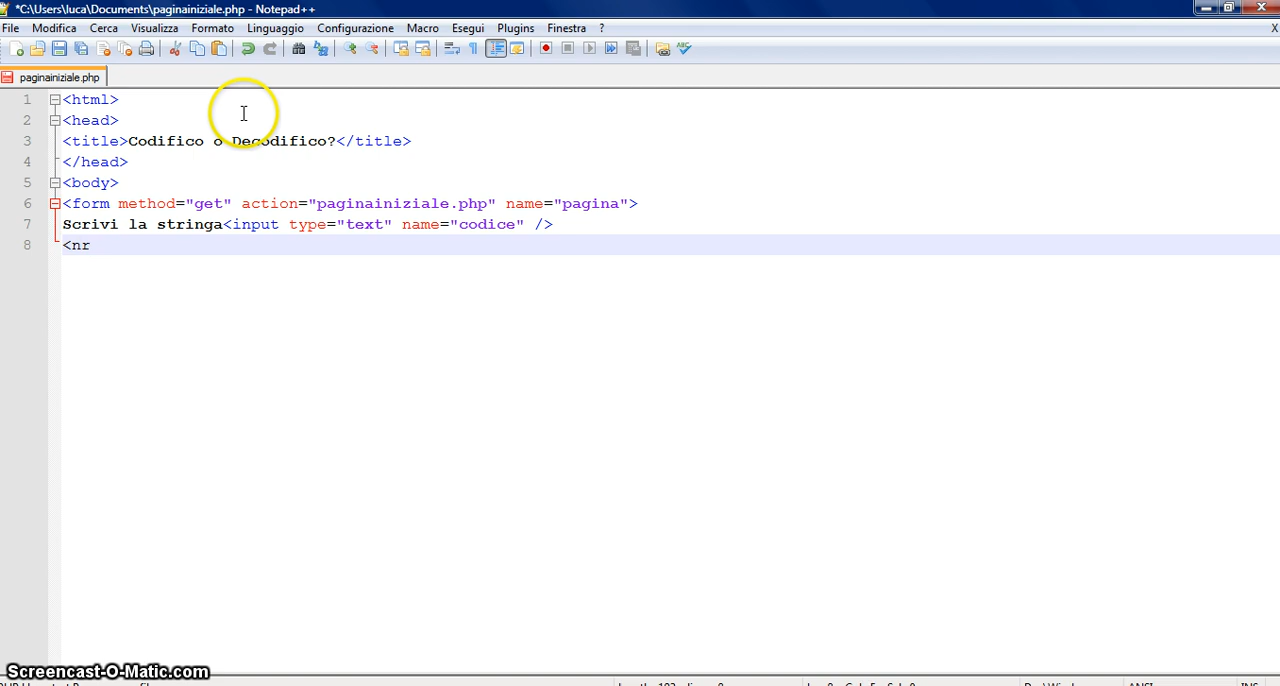 *C:\Users\luca\Documents\paginainiziale.php - Notepad++
File Modifica Cerca Visualizza Formato Linguaggio Configurazione Macro Esegui Plugins Finestra ? X
paginainiziale.php
1 <html>
2 <head>
3 <title>Codifico o Decodifico?</title>
4 </head>
5 <body>
6 <form method="get" action="paginainiziale.php" name="pagina">
7 Scrivi la stringa<input type="text" name="codice" />
8 <nr
Screencast-O-Matic.com